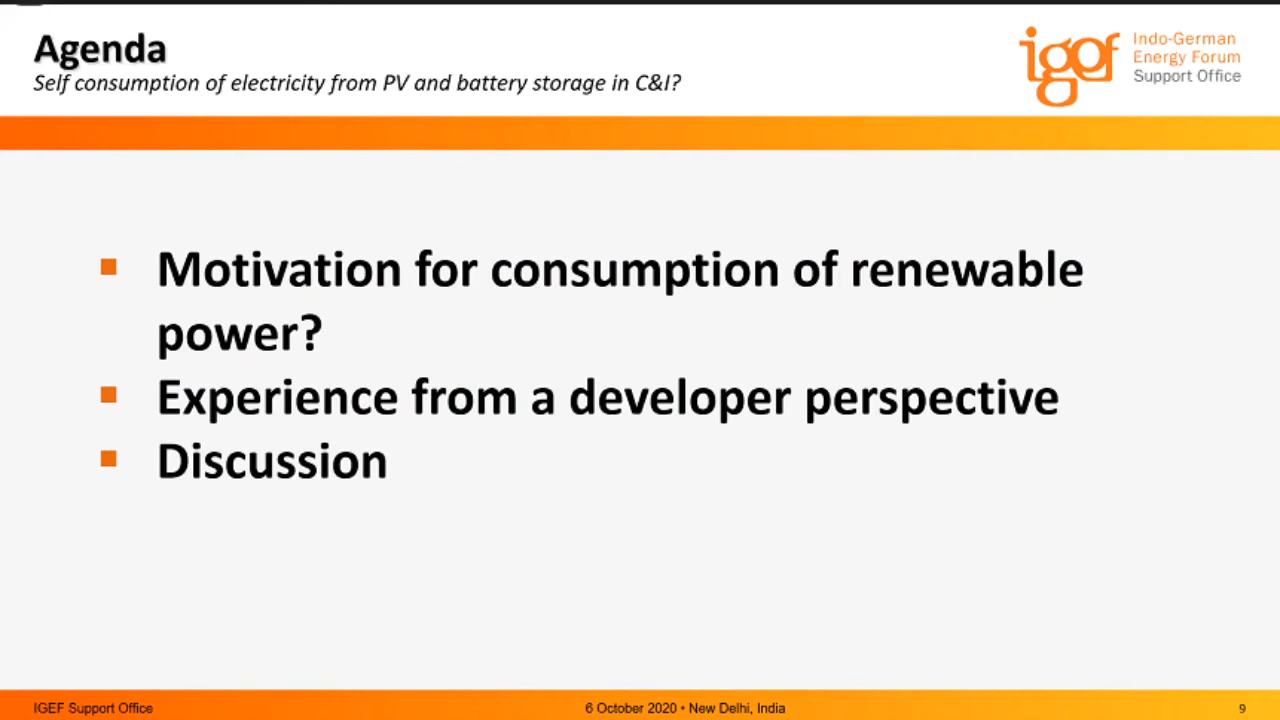 Agenda
Self consumption of electricity from PV and battery storage in C&I?
igef
Indo-German
Energy Forum
Support Office
▪ Motivation for consumption of renewable
power?
▪ Experience from a developer perspective
▪ Discussion
IGEF Support Office
6 October 2020 • New Delhi, India
9